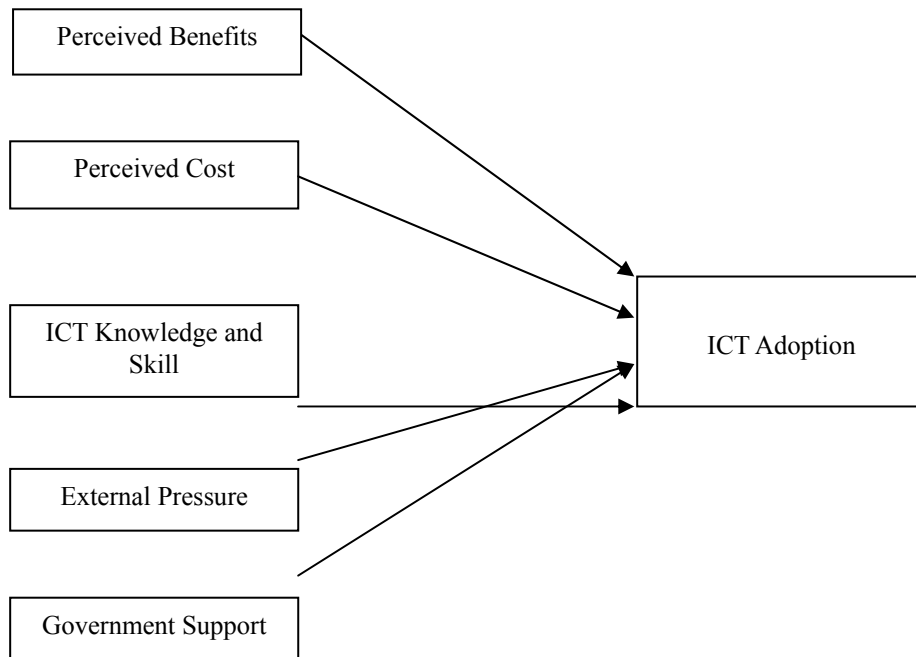 Perceived Benefits
Perceived Cost
ICT Knowledge and
Skill
ICT Adoption
External Pressure
Government Support